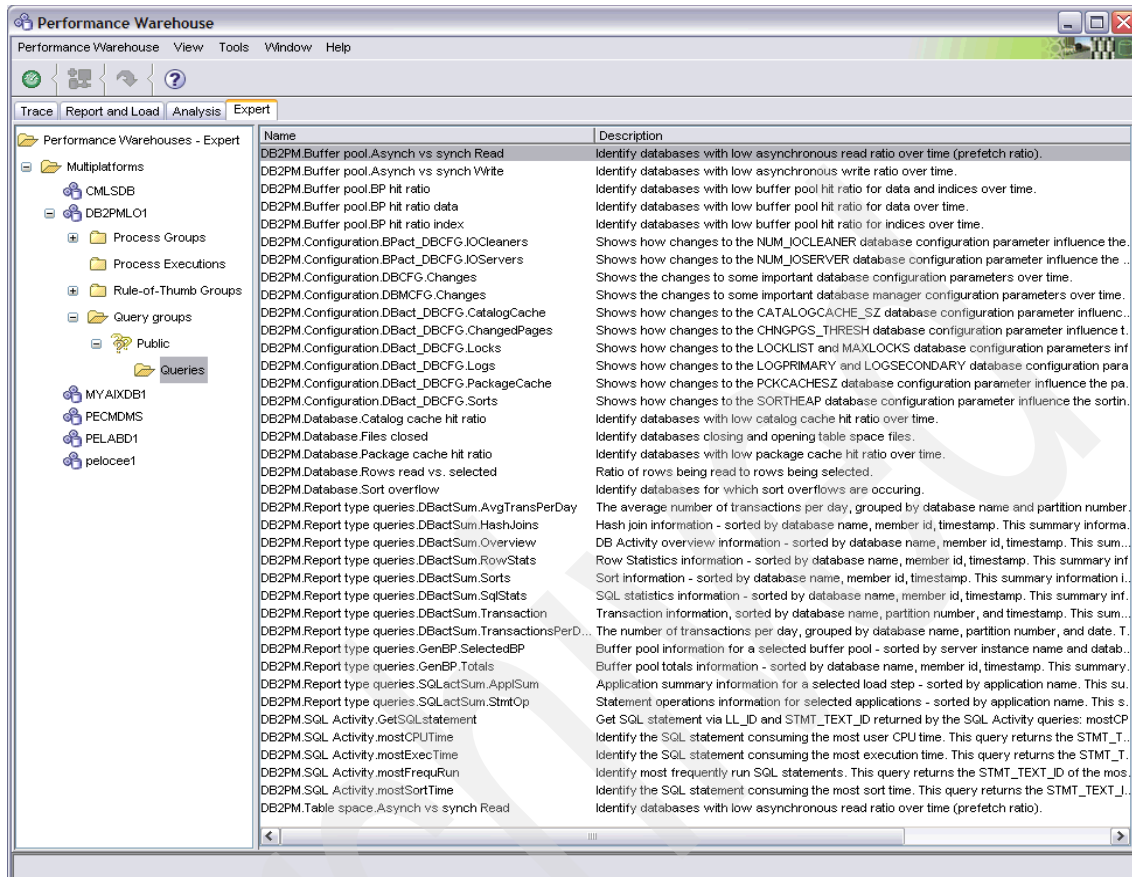 Performance Warehouse
Performance Warehouse View Tools Window Help
Trace Report and Load Analysis Expert
Performance Warehouses - Expert
Multiplatforms
CMLSDB
DB2PMLO1
Process Groups
Process Executions
Rule-of-Thumb Groups
Query groups
Public
Queries
MYAIXDB1
PECMDMS
PELABD1
pelocee1
Name Description
DB2PM.Buffer pool.Asynch vs synch Read Identify databases with low asynchronous read ratio over time (prefetch ratio).
DB2PM.Buffer pool.Asynch vs synch Write Identify databases with low asynchronous write ratio over time.
DB2PM.Buffer pool.BP hit ratio Identify databases with low buffer pool hit ratio for data and indices over time.
DB2PM.Buffer pool.BP hit ratio data Identify databases with low buffer pool hit ratio for data over time.
DB2PM.Buffer pool.BP hit ratio index Identify databases with low buffer pool hit ratio for indices over time.
DB2PM.Configuration.BPact_DBCFG.IOCleaners Shows how changes to the NUM_IOCLEANER database configuration parameter influence the.
DB2PM.Configuration.BPact_DBCFG.IOServers Shows how changes to the NUM_IOSERVER database configuration parameter influence the ..
DB2PM.Configuration.DBCFG.Changes Shows the changes to some important database configuration parameters over time.
DB2PM.Configuration.DBMCFG.Changes Shows the changes to some important database manager configuration parameters over time.
DB2PM.Configuration.DBact_DBCFG.CatalogCache Shows how changes to the CATALOGCACHE_SZ database configuration parameter influenc..
DB2PM.Configuration.DBact_DBCFG.ChangedPages Shows how changes to the CHNGPGS_THRESH database configuration parameter influence t.
DB2PM.Configuration.DBact_DBCFG.Locks Shows how changes to the LOCKLIST and MAXLOCKS database configuration parameters inf
DB2PM.Configuration.DBact_DBCFG.Logs Shows how changes to the LOGPRIMARY and LOGSECONDARY database configuration para
DB2PM.Configuration.DBact_DBCFG.PackageCache Shows how changes to the PCKCACHESZ database configuration parameter influence the pa.
DB2PM.Configuration.DBact_DBCFG.Sorts Shows how changes to the SORTHEAP database configuration parameter influence the sortin.
DB2PM.Database.Catalog cache hit ratio Identify databases with low catalog cache hit ratio over time.
DB2PM.Database.Files closed Identify databases closing and opening table space files.
DB2PM.Database.Package cache hit ratio Identify databases with low package cache hit ratio over time.
DB2PM.Database.Rows read vs. selected Ratio of rows being read to rows being selected.
DB2PM.Database.Sort overflow Identify databases for which sort overflows are occuring.
DB2PM.Report type queries.DBactSum.AvgTransPerDay The average number of transactions per day, grouped by database name and partition number.
DB2PM.Report type queries.DBactSum.HashJoins Hash join information - sorted by database name, member id, timestamp. This summary informa.
DB2PM.Report type queries.DBactSum.Overview DB Activity overview information - sorted by database name, member id, timestamp. This sum...
DB2PM.Report type queries.DBactSum.RowStats Row Statistics information - sorted by database name, member id, timestamp. This summary inf
DB2PM.Report type queries.DBactSum.Sorts Sort information - sorted by database name, member id, timestamp. This summary information i..
DB2PM.Report type queries.DBactSum.SqlStats SQL statistics information - sorted by database name, member id, timestamp. This summary inf.
DB2PM.Report type queries.DBactSum.Transaction Transaction information, sorted by database name, partition number, and timestamp. This sum...
DB2PM.Report type queries.DBactSum.TransactionsPerD... The number of transactions per day, grouped by database name, partition number, and date. T.
DB2PM.Report type queries.GenBP.SelectedBP Buffer pool information for a selected buffer pool - sorted by server instance name and datab..
DB2PM.Report type queries.GenBP.Totals Buffer pool totals information - sorted by database name, member id, timestamp. This summary.
DB2PM.Report type queries.SQLactSum.ApplSum Application summary information for a selected load step - sorted by application name. This su.
DB2PM.Report type queries.SQLactSum.StmtOp Statement operations information for selected applications - sorted by application name. This s.
DB2PM.SQL Activity.GetSQLstatement Get SQL statement via LL_ID and STMT_TEXT_ID returned by the SQL Activity queries: mostCP
DB2PM.SQL Activity.mostCPUTime Identify the SQL statement consuming the most user CPU time. This query returns the STMT_T..
DB2PM.SQL Activity.mostExecTime Identify the SQL statement consuming the most execution time. This query returns the STMT_T.
DB2PM.SQL Activity.mostFrequRun Identify most frequently run SQL statements. This query returns the STMT_TEXT_ID of the mos.
DB2PM.SQL Activity.mostSortTime Identify the SQL statement consuming the most sort time. This query returns the STMT_TEXT_I..
DB2PM.Table space.Asynch vs synch Read Identify databases with low asynchronous read ratio over time (prefetch ratio).